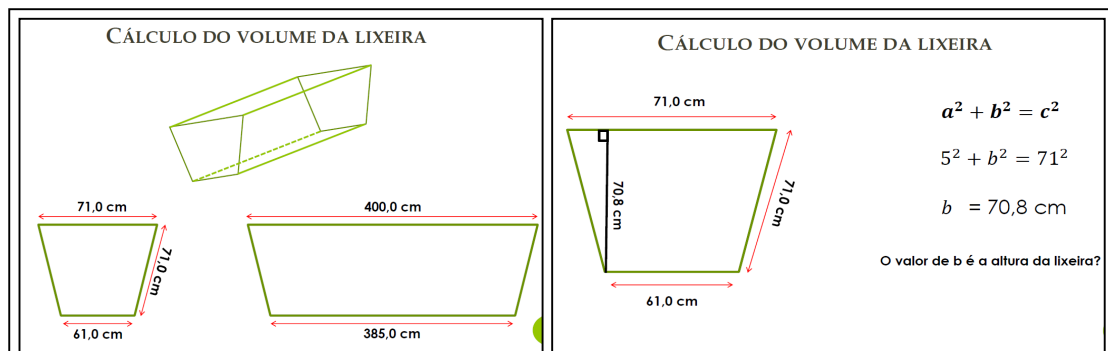 CÁLCULO DO VOLUME DA LIXEIRA
71,0 cm
400,0 cm
71,0 cm
61,0 cm
385,0 cm
CÁLCULO DO VOLUME DA LIXEIRA
71,0 cm
70,8 cm
71,0 cm
61,0 cm
a² + b² = c²
5² + b² = 71²
b = 70,8 cm
O valor de b é a altura da lixeira?